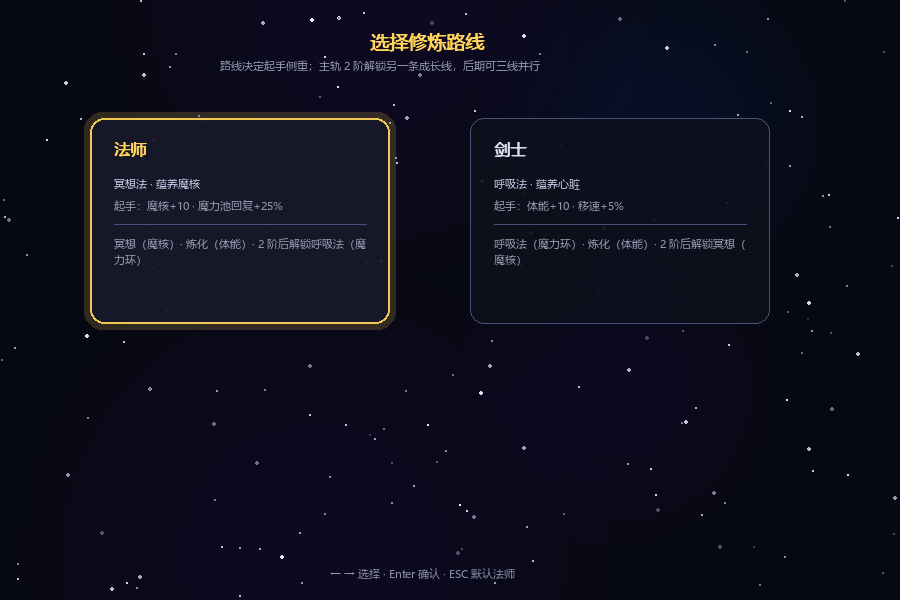 选择修炼路线
路线决定起手侧重；主轨 2 阶解锁另一条成长线，后期可三线并行
法师
冥想法 · 蕴养魔核
起手：魔核+10 · 魔力池回复+25%
冥想（魔核）· 炼化（体能）· 2 阶后解锁呼吸法（魔
力环）
剑士
呼吸法 · 蕴养心脏
起手：体能+10 · 移速+5%
呼吸法（魔力环）· 炼化（体能）· 2 阶后解锁冥想（
魔核）
←→ 选择 · Enter 确认 · ESC 默认法师